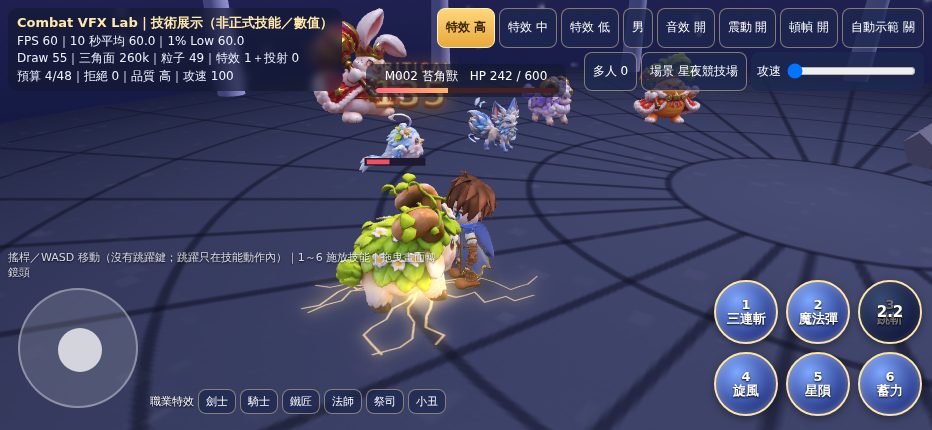 Combat VFX Lab｜技術展示（非正式技能／數值）
FPS 60｜10 秒平均 60.0｜1% Low 60.0
Draw 55｜三角面 260k｜粒子 49｜特效 1＋投射 0
預算 4/48｜拒絕 0｜品質 高｜攻速 100
特效 高
特效 中
特效 低
男
音效 開
震動 開
頓幀 開
自動示範 關
M002 苔角獸 HP 242 / 600
多人 0
場景 星夜競技場
攻速
搖桿／WASD 移動（沒有跳躍鍵；跳躍只在技能動作內）｜1～6 施放技能｜拖曳畫面轉
鏡頭
1
三連斬
2
魔法彈
2.2
4
旋風
5
星隕
6
蓄力
職業特效
劍士
騎士
鐵匠
法師
祭司
小丑